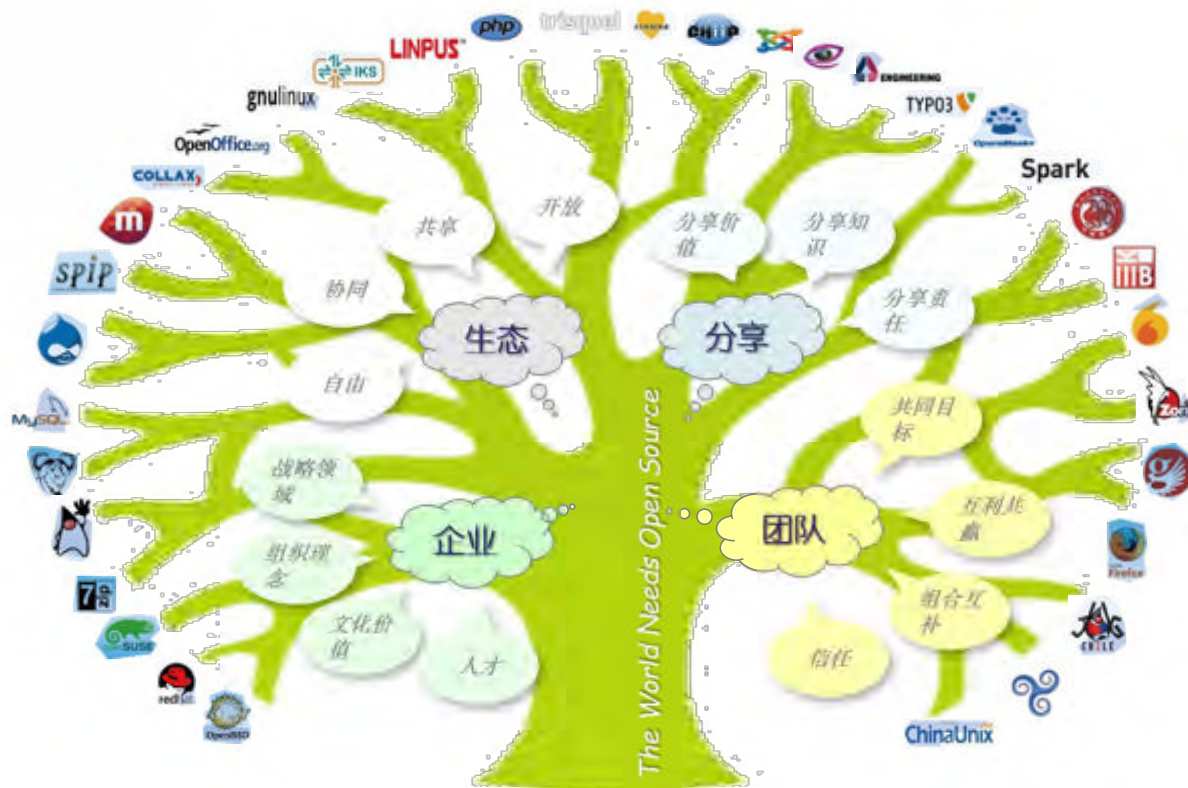 php
trisquel
CHIIP
LINPUS
IKS
ENGINEERING
gnulinux
TYPO3
OpenOffice.org
COLLAX
Spark
m
SPIP
MySQL
7 zip
SUSE
redhat
OpenBSD
Firefox
CHILE
ChinaUnix
开放
共享
协同
自由
生态
分享价
值
分享知
识
分享责
任
分享
战略领
域
组织理
念
文化价
值
人才
企业
共同目
标
互利共
赢
组合互
补
信任
团队
The World Needs Open Source